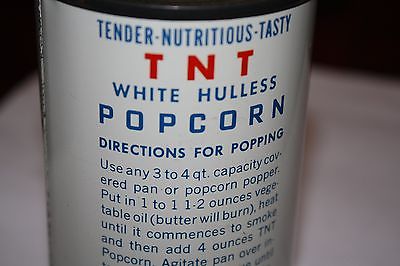 TENDER-NUTRITIOUS-TASTY
TNT
WHITE HULLESS
POPCORN
DIRECTIONS FOR POPPING
Use any 3 to 4 qt. capacity cov-
ered pan or popcorn popper.
Put in 1 to 1 1-2 ounces vege-
table oil (butter will burn), heat
until it commences to smoke
and then add 4 ounces TNT
Popcorn. Agitate pan over in-
until